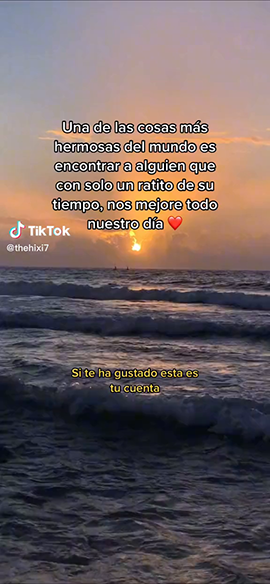 Una de las cosas más
hermosas del mundo es
encontrar a alguien que
con solo un ratito de su
tiempo, nos mejore todo
nuestro día ❤️
TikTok
@thehixi7
Si te ha gustado esta es
tu cuenta